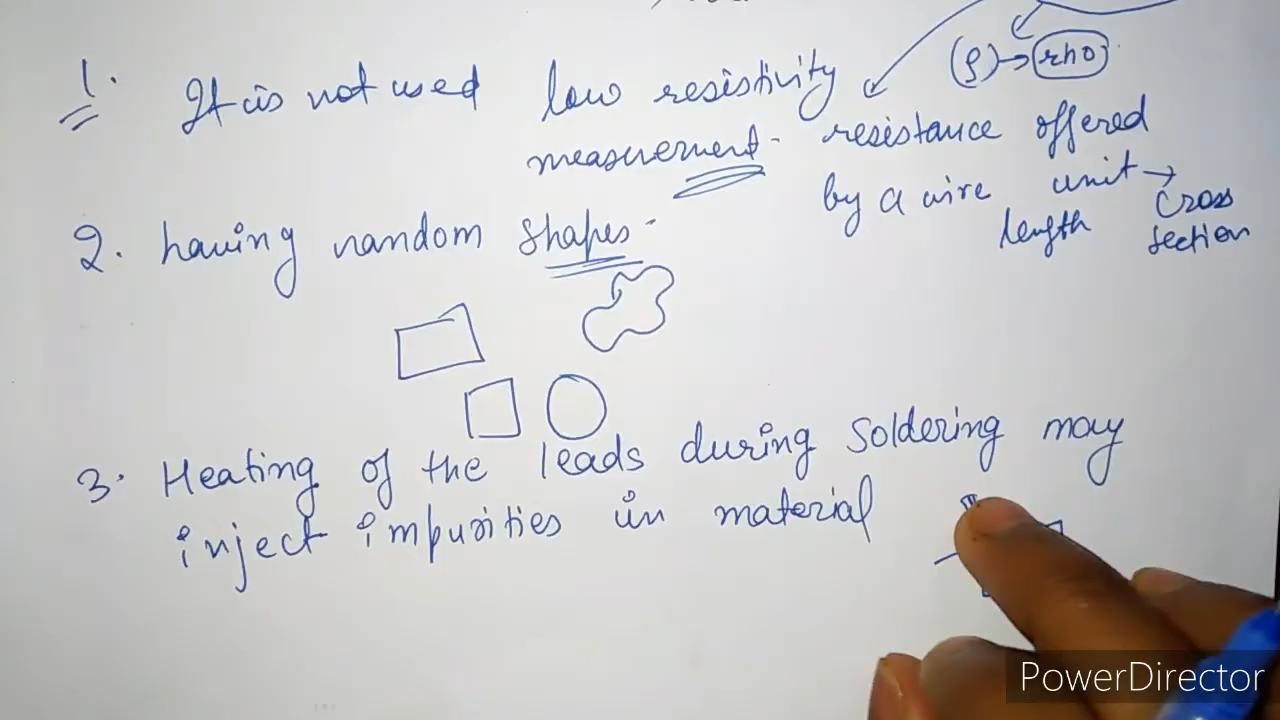 (ρ) → rho
1. It is not used low resistivity
measurement. resistance offered
by a wire unit →
length cross
section
2. having random shapes.
3. Heating of the leads during soldering may
inject impurities in material
PowerDirector